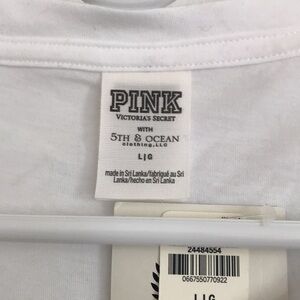 PINK
VICTORIA'S SECRET
WITH
5TH & OCEAN
clothing, LLC
L|G
made in Sri Lanka/fabriqué au Sri
Lanka/hecho en Sri Lanka
24484554
0667550770922
L|G